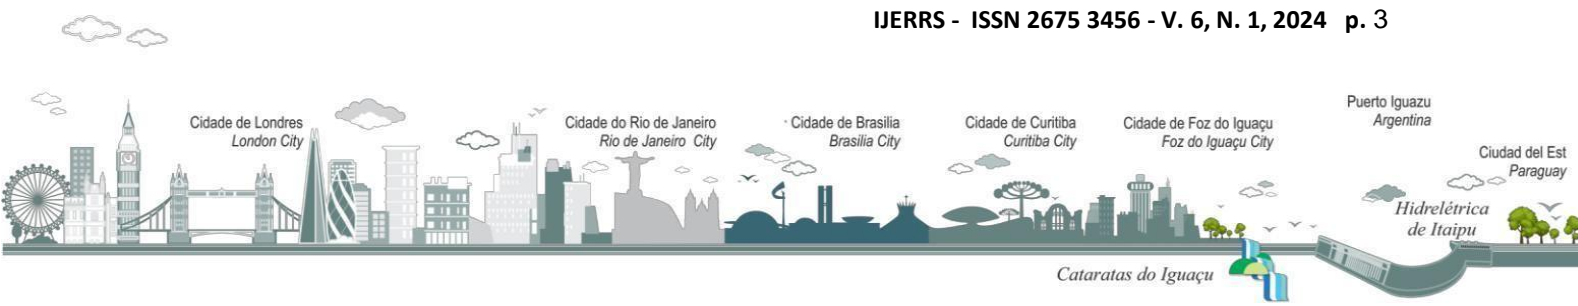 IJERRS - ISSN 2675 3456 - V. 6, N. 1, 2024 p. 3
Cidade de Londres
London City
Cidade do Rio de Janeiro
Rio de Janeiro City
Cidade de Brasilia
Brasilia City
Cidade de Curitiba
Curitiba City
Cidade de Foz do Iguaçu
Foz do Iguaçu City
Puerto Iguazu
Argentina
Ciudad del Est
Paraguay
Hidrelétrica
de Itaipu
Cataratas do Iguaçu